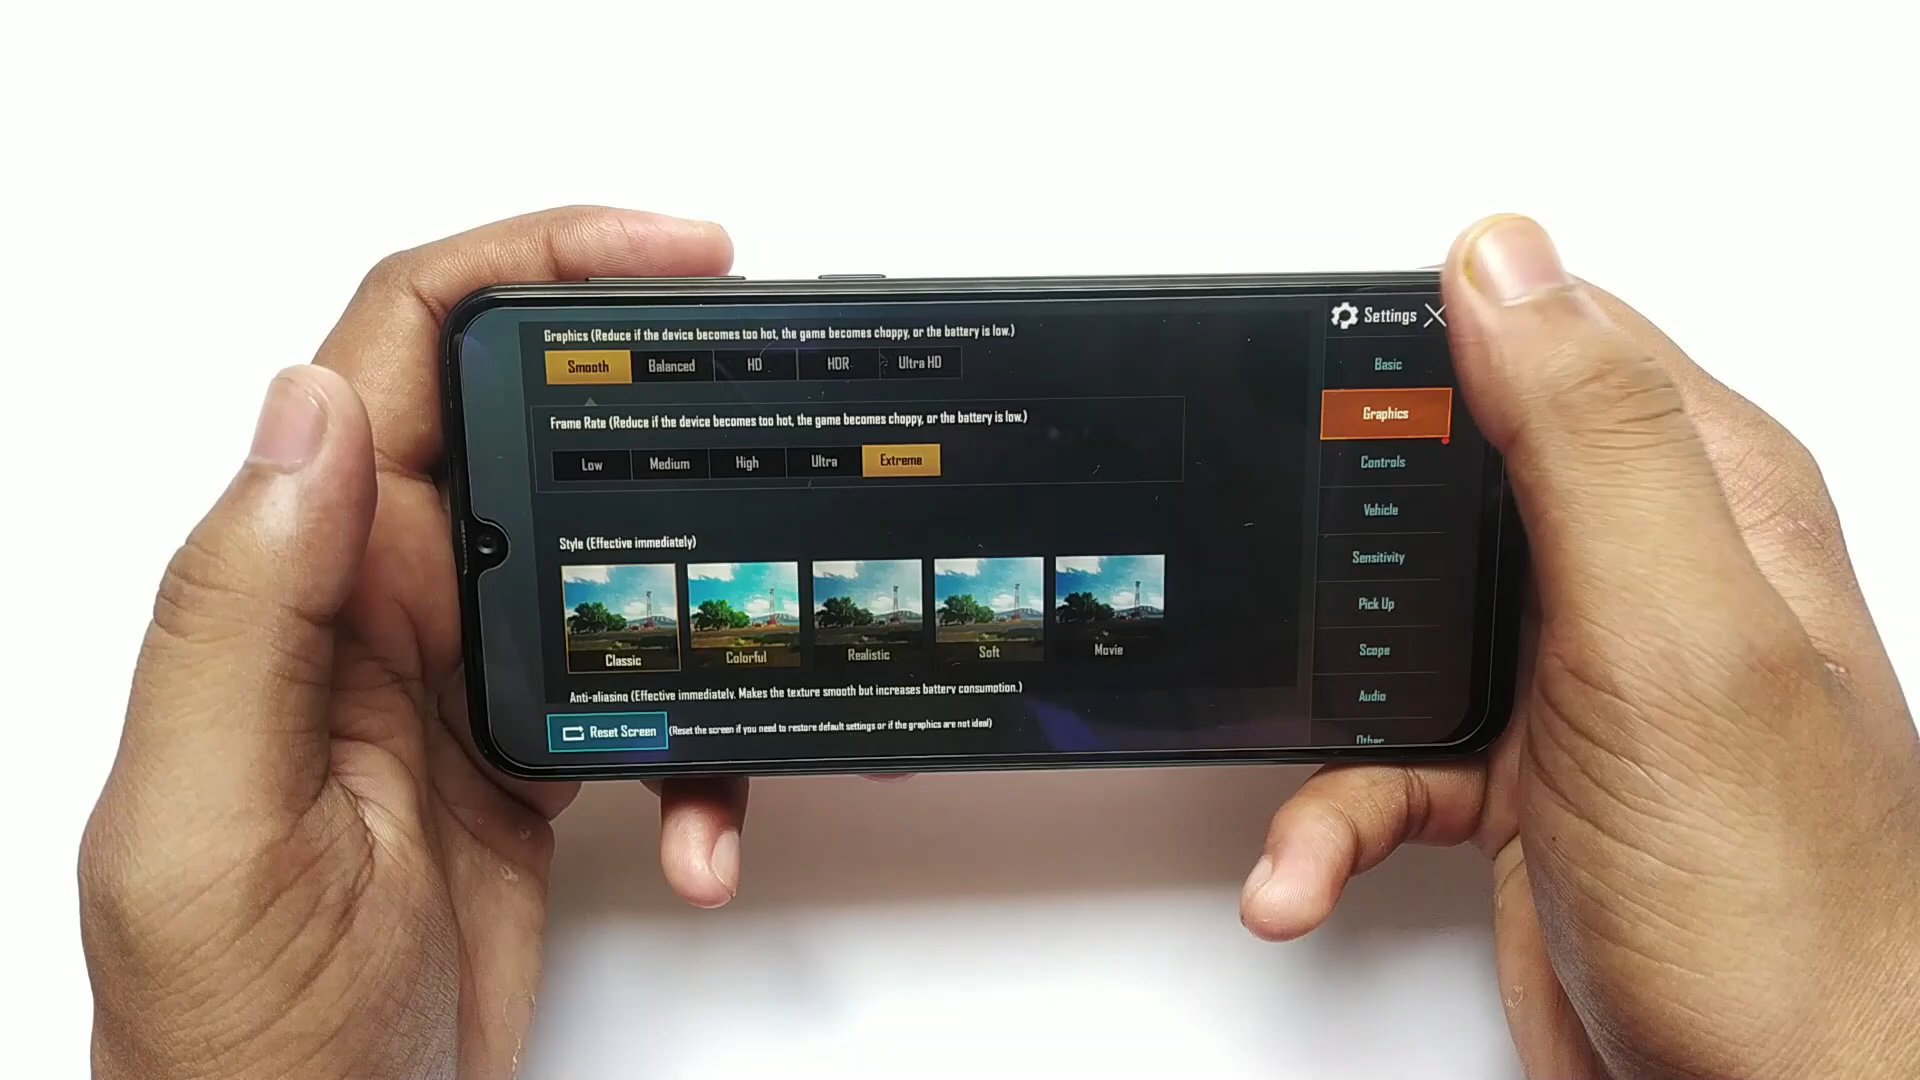 Graphics (Reduce if the device becomes too hot, the game becomes choppy, or the battery is low.)
Smooth Balanced HD HDR Ultra HD
Frame Rate (Reduce if the device becomes too hot, the game becomes choppy, or the battery is low.)
Low Medium High Ultra Extreme
Style (Effective immediately)
Classic Colorful Realistic Soft Movie
Anti-aliasing (Effective immediately. Makes the texture smooth but increases battery consumption.)
Reset Screen (Reset the screen if you need to restore default settings or if the graphics are not ideal)
Settings
Basic
Graphics
Controls
Vehicle
Sensitivity
Pick Up
Scope
Audio
Other